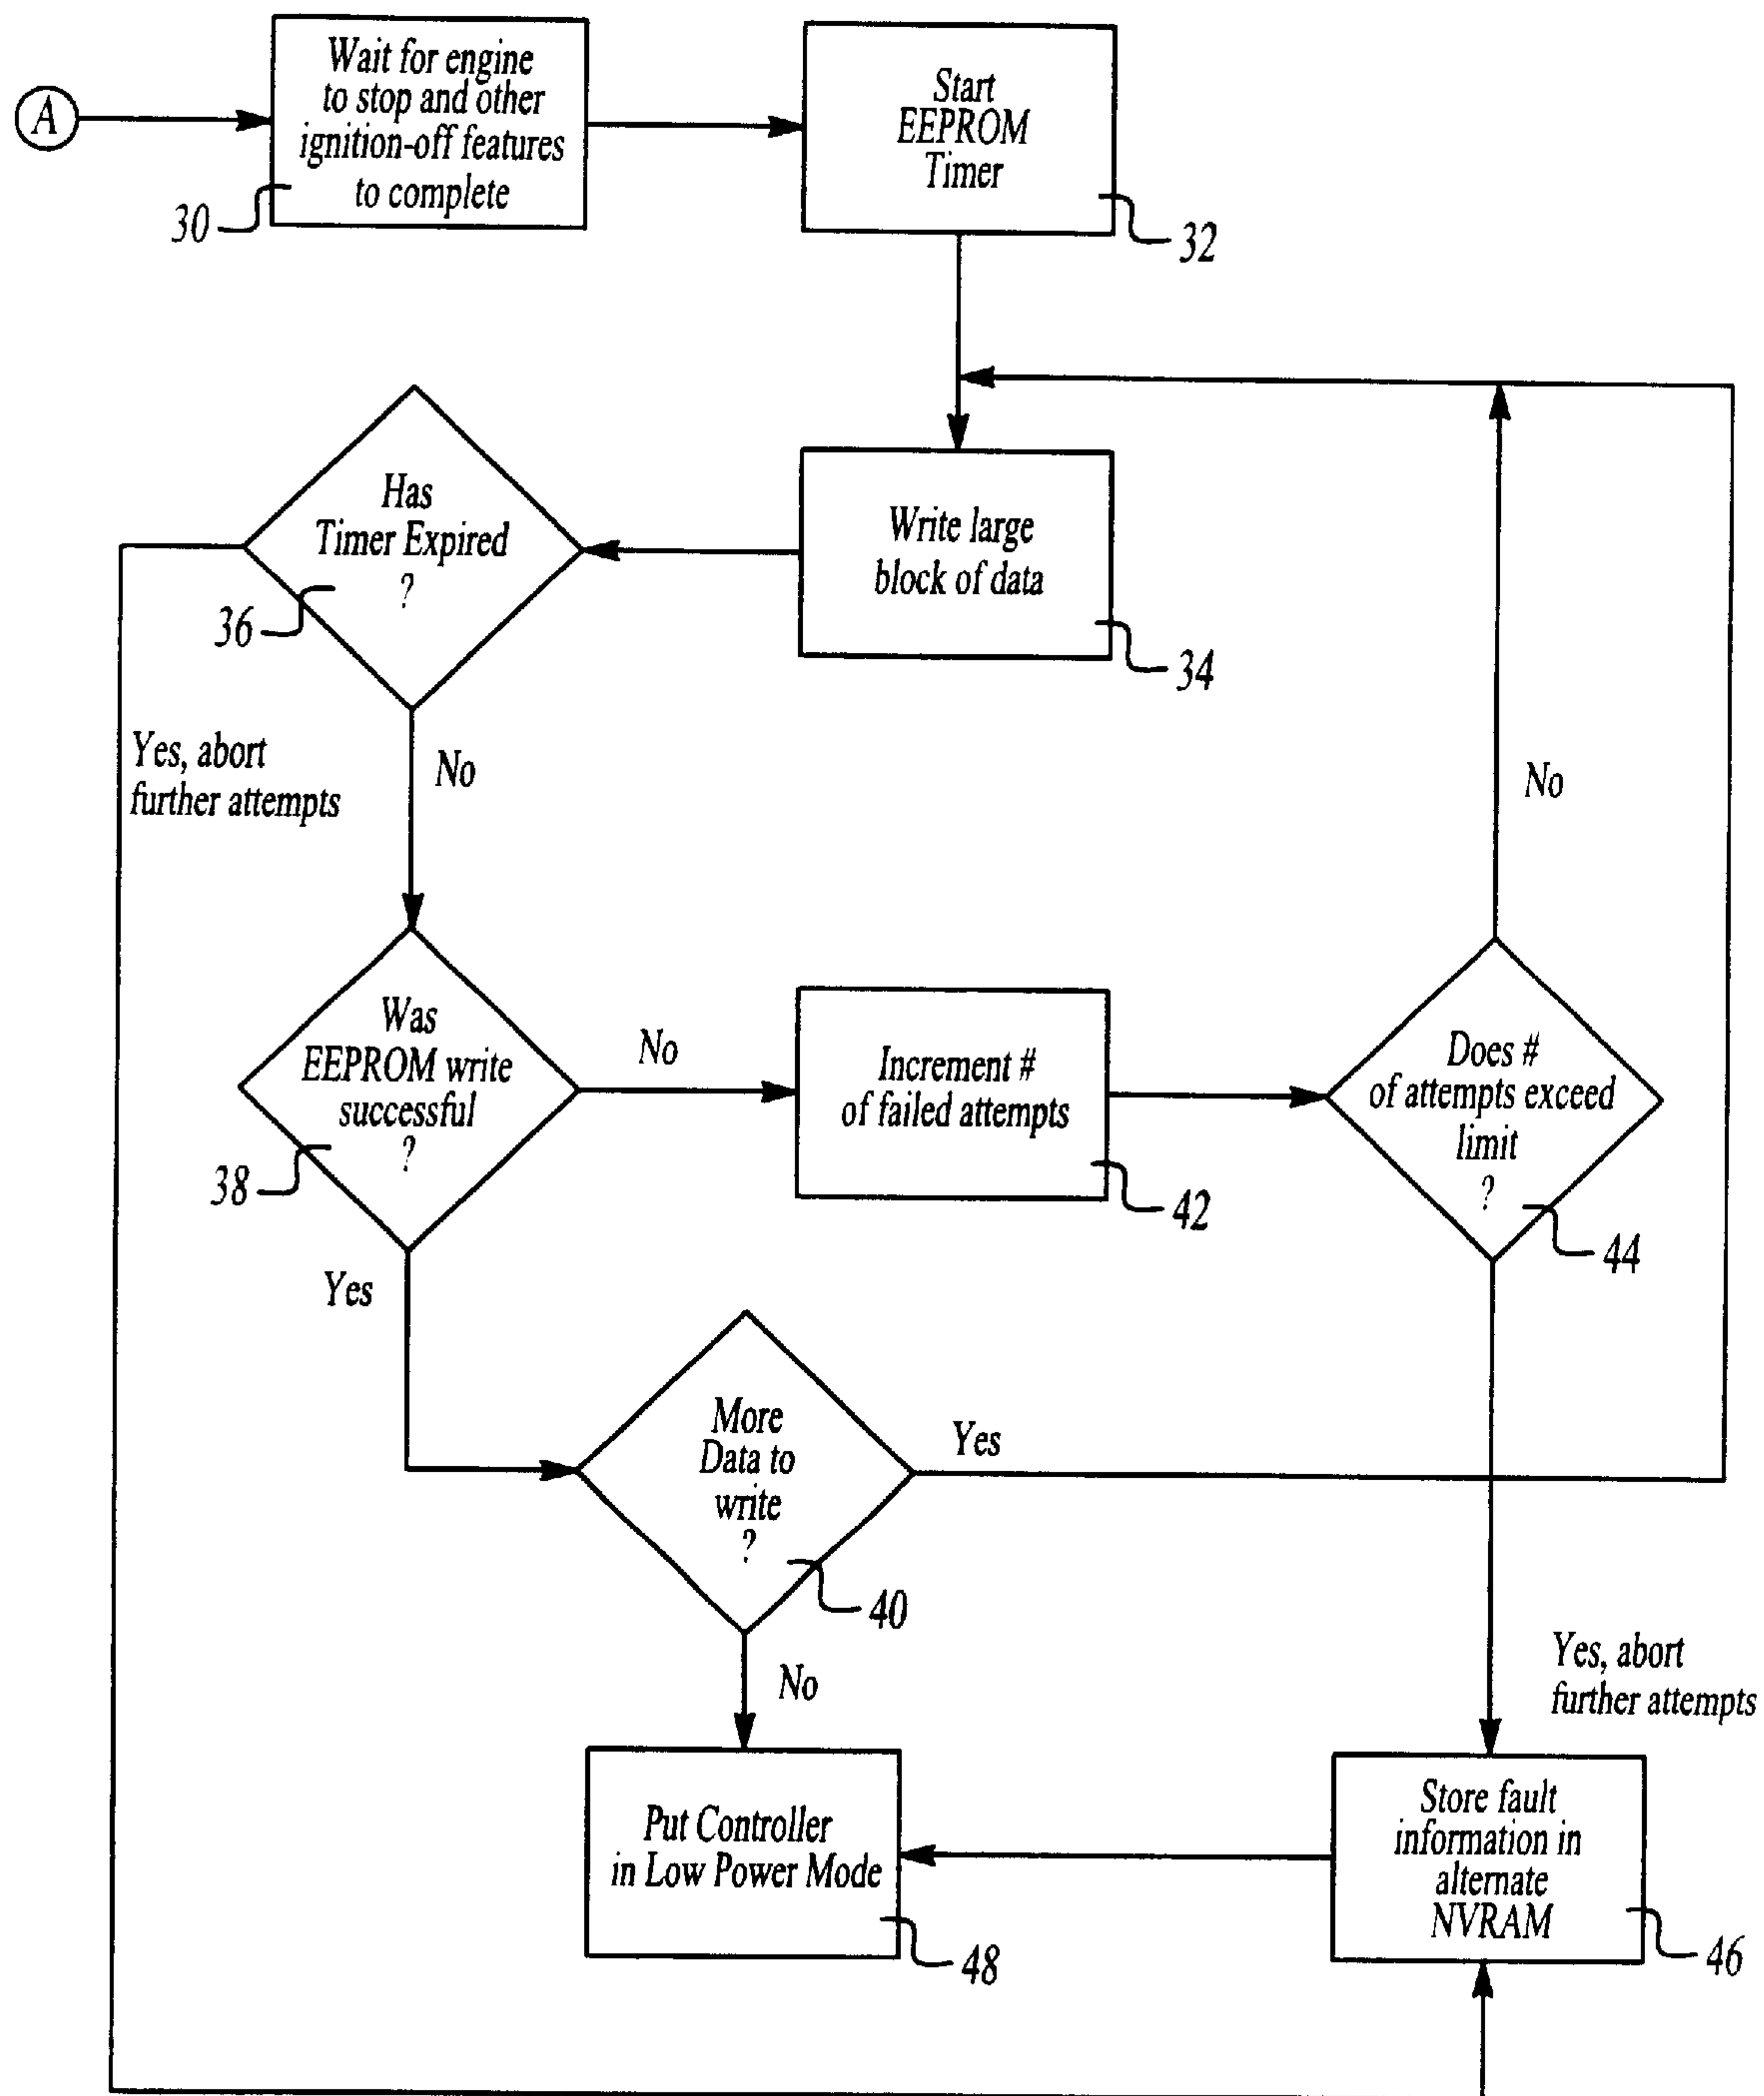 A
Wait for engine
to stop and other
ignition-off features
to complete
30
Start
EEPROM
Timer
32
Has
Timer Expired
?
36
Write large
block of data
34
Yes, abort
further attempts
No
No
Was
EEPROM write
successful
?
38
No
Increment #
of failed attempts
42
Does #
of attempts exceed
limit
?
44
Yes
More
Data to
write
?
40
Yes
No
Yes, abort
further attempts
Put Controller
in Low Power Mode
48
Store fault
information in
alternate
NVRAM
46